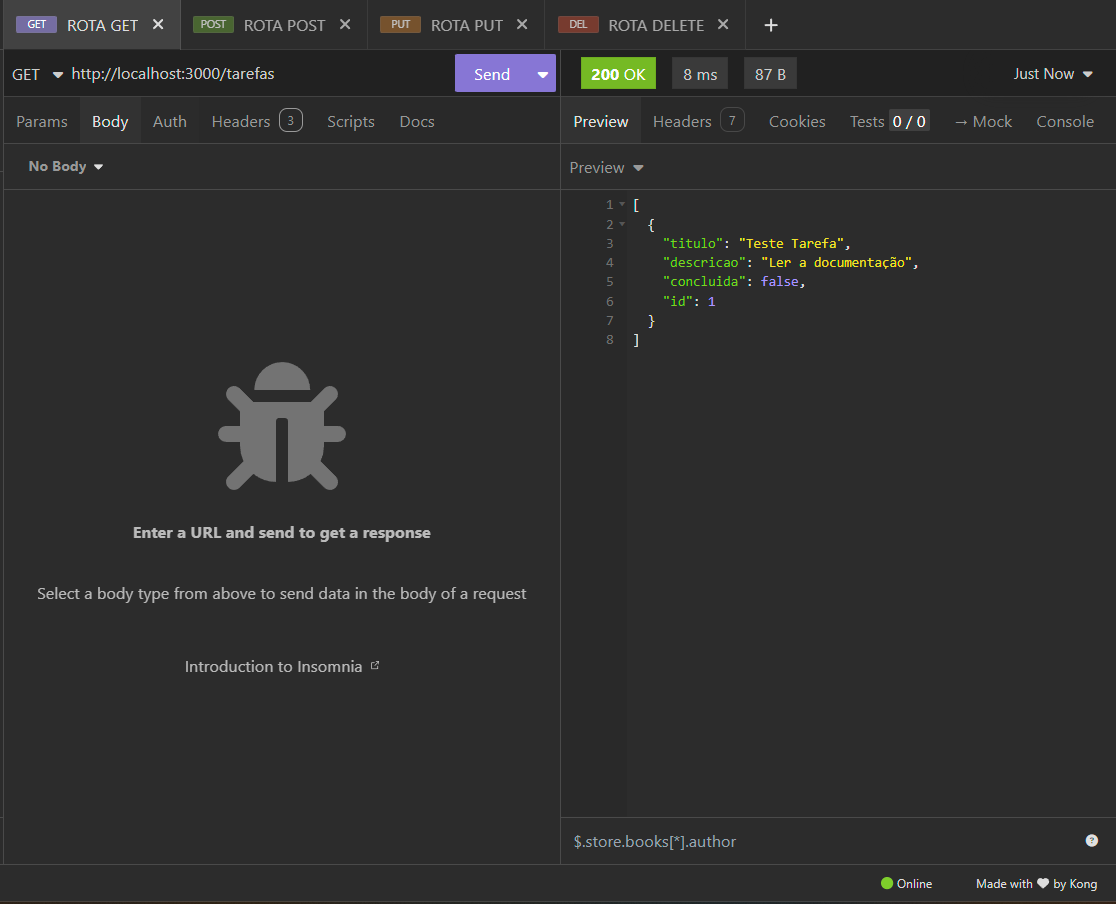 GET ROTA GET POST ROTA POST PUT ROTA PUT DEL ROTA DELETE +
GET http://localhost:3000/tarefas Send
200 OK 8 ms 87 B Just Now
Params Body Auth Headers 3 Scripts Docs
Preview Headers 7 Cookies Tests 0 / 0 → Mock Console
No Body
Preview
1 [
2 {
3 "titulo": "Teste Tarefa",
4 "descricao": "Ler a documentação",
5 "concluida": false,
6 "id": 1
7 }
8 ]
Enter a URL and send to get a response
Select a body type from above to send data in the body of a request
Introduction to Insomnia
$.store.books[*].author ?
Online Made with ♥ by Kong